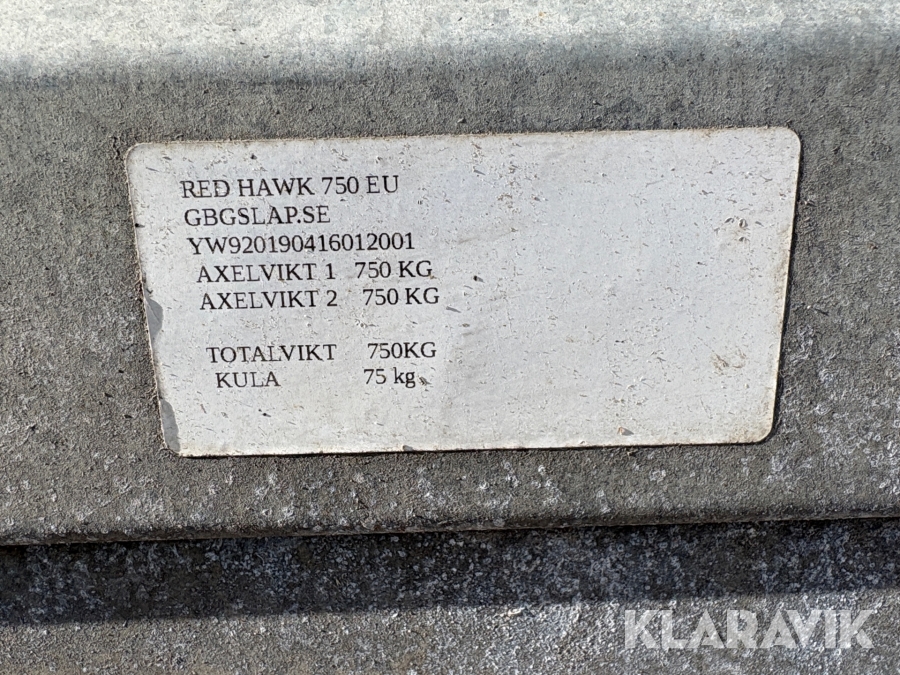 RED HAWK 750 EU
GBGSLAP.SE
YW920190416012001
AXELVIKT 1 750 KG
AXELVIKT 2 750 KG
TOTALVIKT 750KG
KULA 75 kg
KLARAVIK